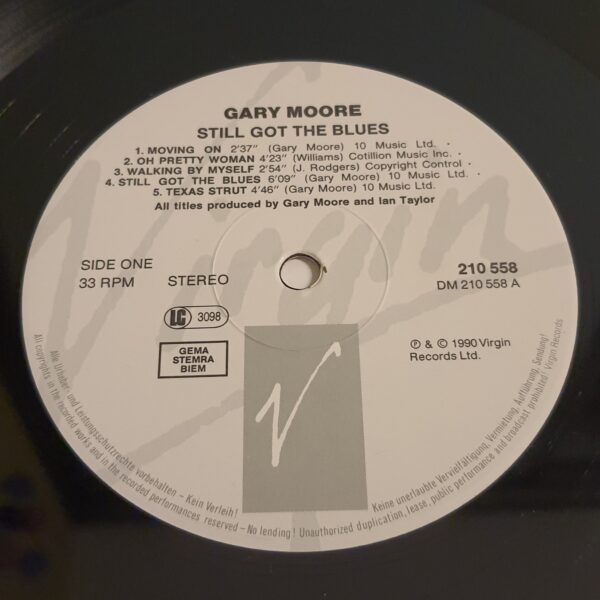 GARY MOORE
STILL GOT THE BLUES
1. MOVING ON 2'37" (Gary Moore) 10 Music Ltd. ·
2. OH PRETTY WOMAN 4'23" (Williams) Cotillion Music Inc. ·
3. WALKING BY MYSELF 2'54" (J. Rodgers) Copyright Control ·
4. STILL GOT THE BLUES 6'09" (Gary Moore) 10 Music Ltd. ·
5. TEXAS STRUT 4'46" (Gary Moore) 10 Music Ltd.
All titles produced by Gary Moore and Ian Taylor
Virgin
SIDE ONE
33 RPM
STEREO
210 558
DM 210 558 A
LC 3098
GEMA
STEMRA
BIEM
℗ & © 1990 Virgin
Records Ltd.
V
Alle Urheber- und Leistungsschutzrechte vorbehalten – Kein Verleih! Keine unerlaubte Vervielfältigung, Vermietung, Aufführung, Sendung!
All copyrights in the recorded works and in the recorded performances reserved – No lending! Unauthorized duplication, lease, public performance and broadcast prohibited! Virgin Records